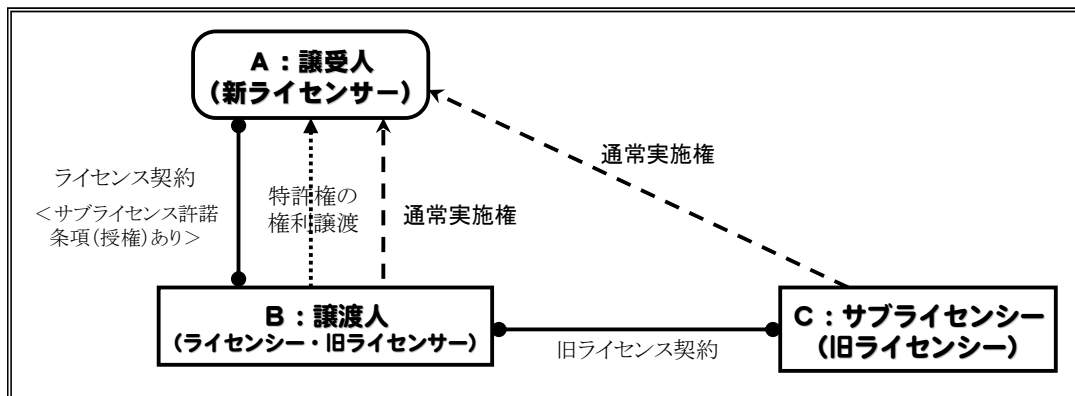 A：譲受人
（新ライセンサー）
ライセンス契約
＜サブライセンス許諾
条項(授権)あり＞
特許権の
権利譲渡
通常実施権
通常実施権
B：譲渡人
（ライセンシー・旧ライセンサー）
旧ライセンス契約
C：サブライセンシー
（旧ライセンシー）